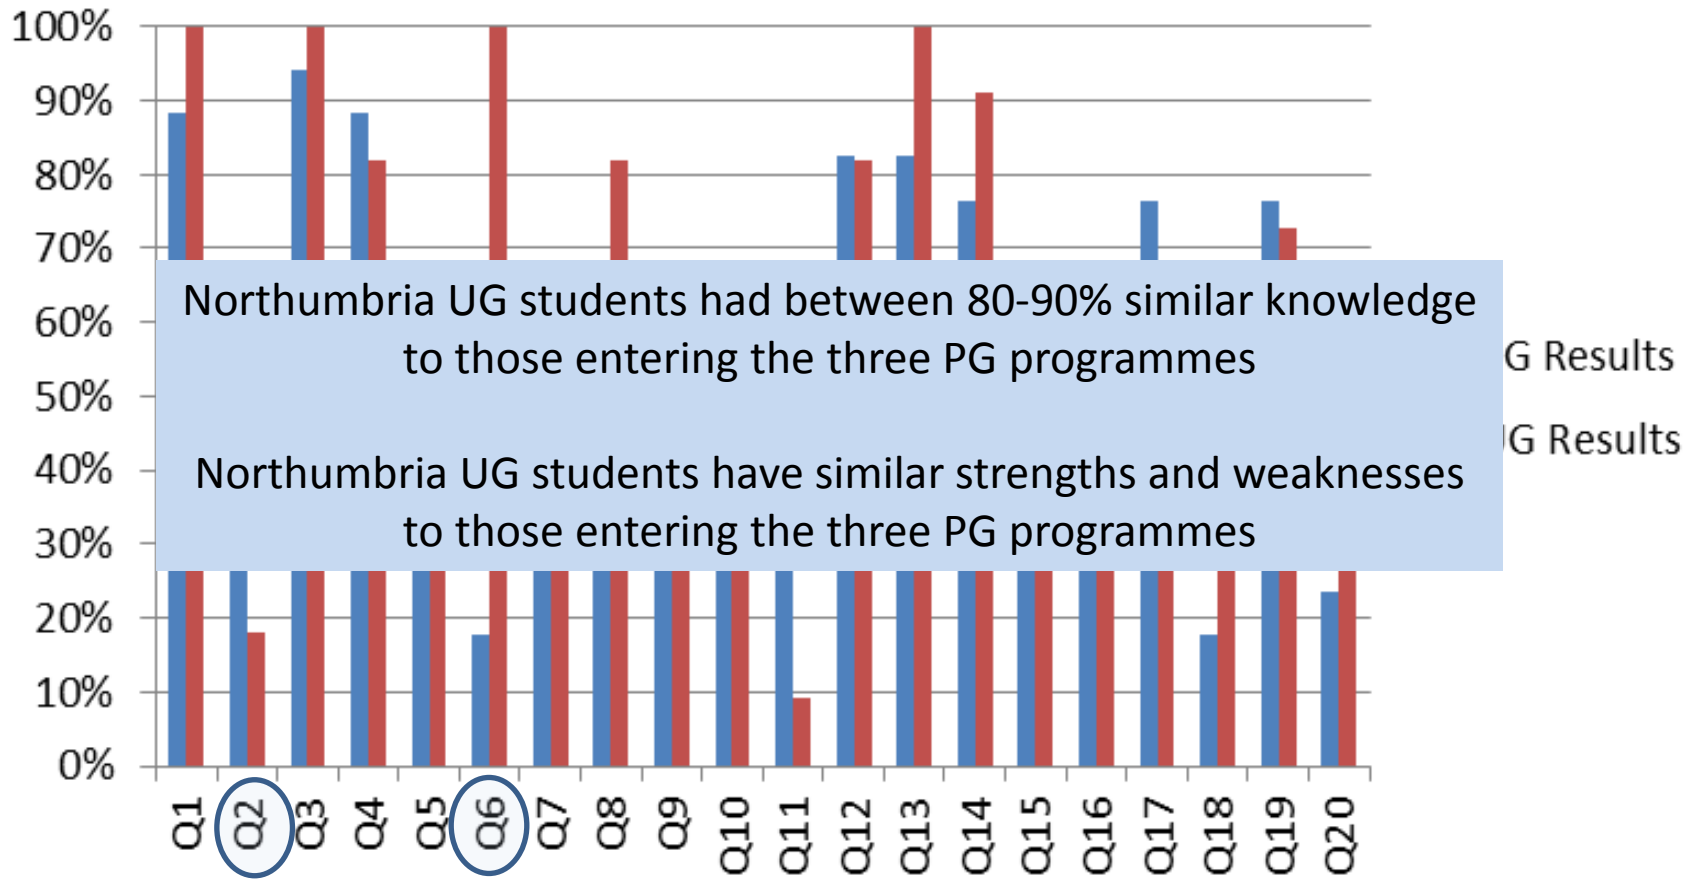 100%
90%
80%
70%
60%
50%
40%
30%
20%
10%
0%
Northumbria UG students had between 80-90% similar knowledge
to those entering the three PG programmes
Northumbria UG students have similar strengths and weaknesses
to those entering the three PG programmes
G Results
G Results
Q1 Q2 Q3 Q4 Q5 Q6 Q7 Q8 Q9 Q10 Q11 Q12 Q13 Q14 Q15 Q16 Q17 Q18 Q19 Q20